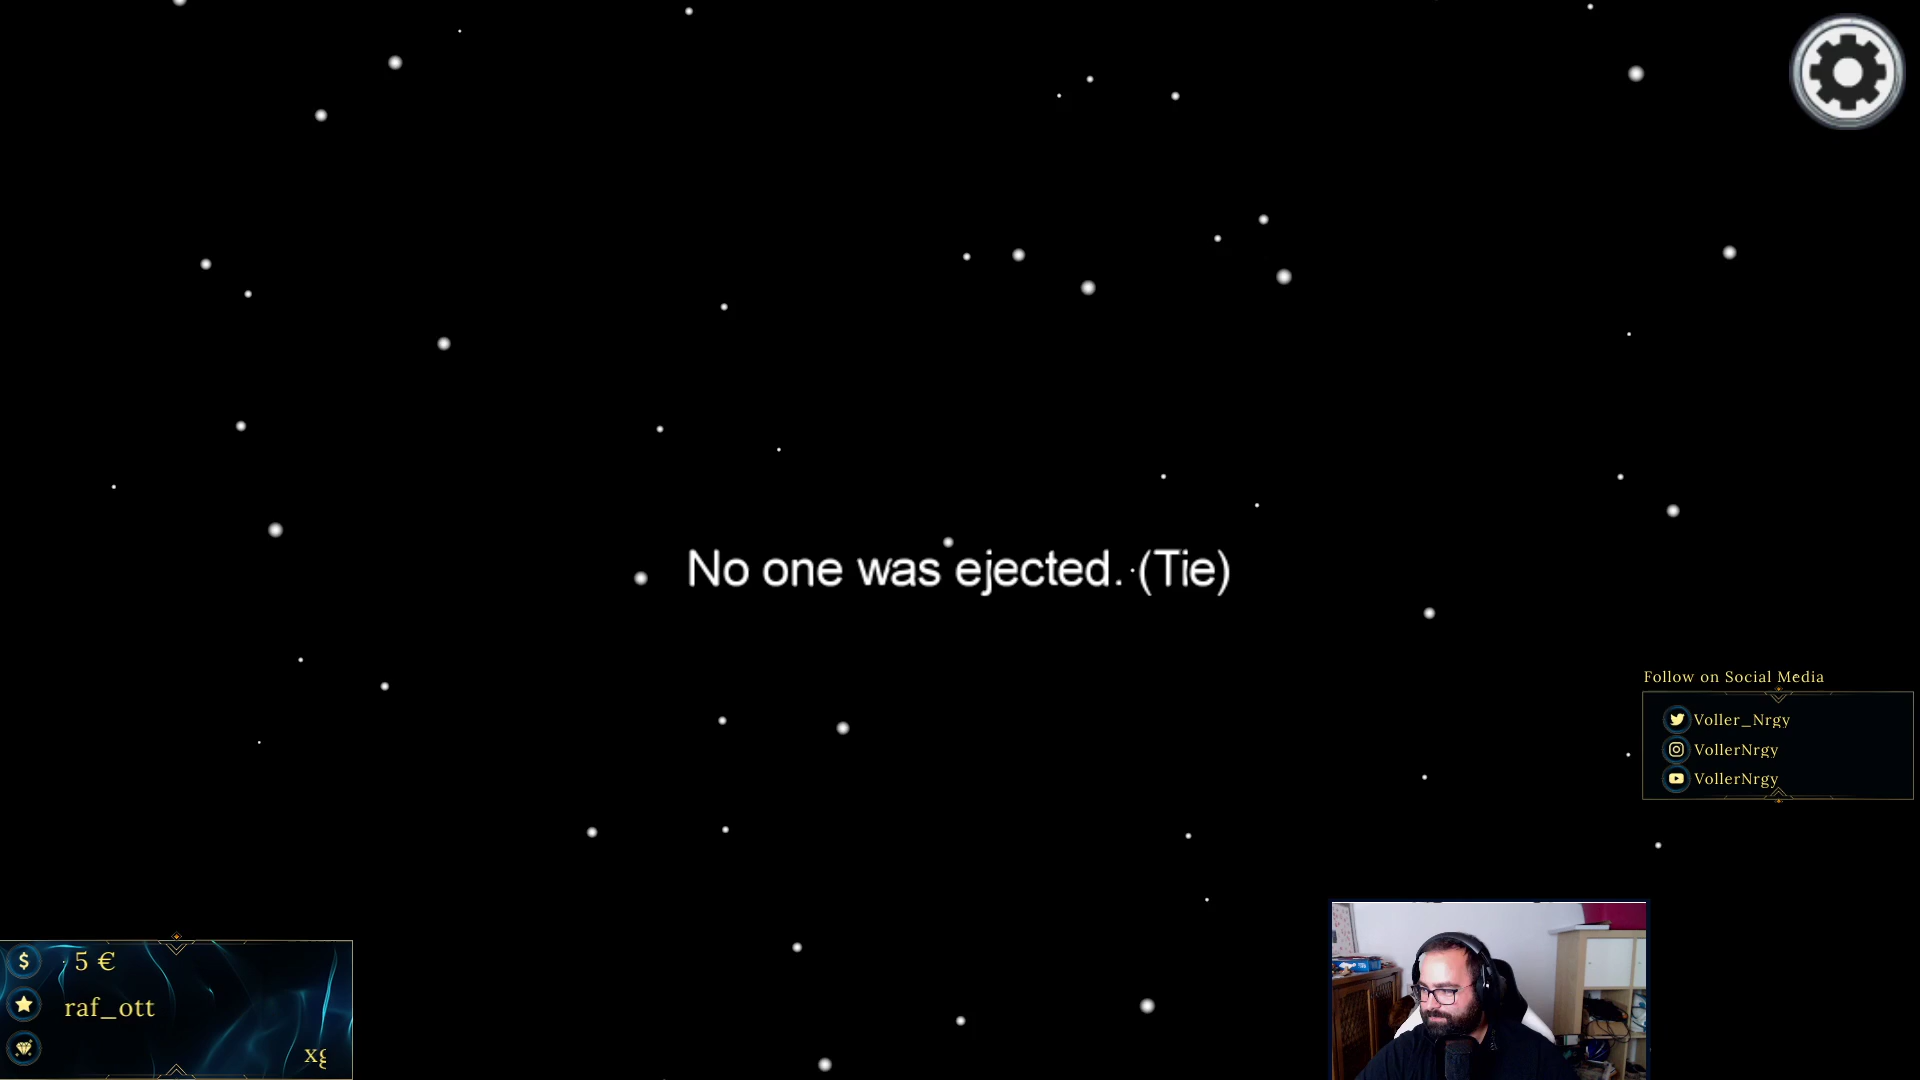 No one was ejected. (Tie)
Follow on Social Media
Voller_Nrgy
VollerNrgy
VollerNrgy
5 €
raf_ott